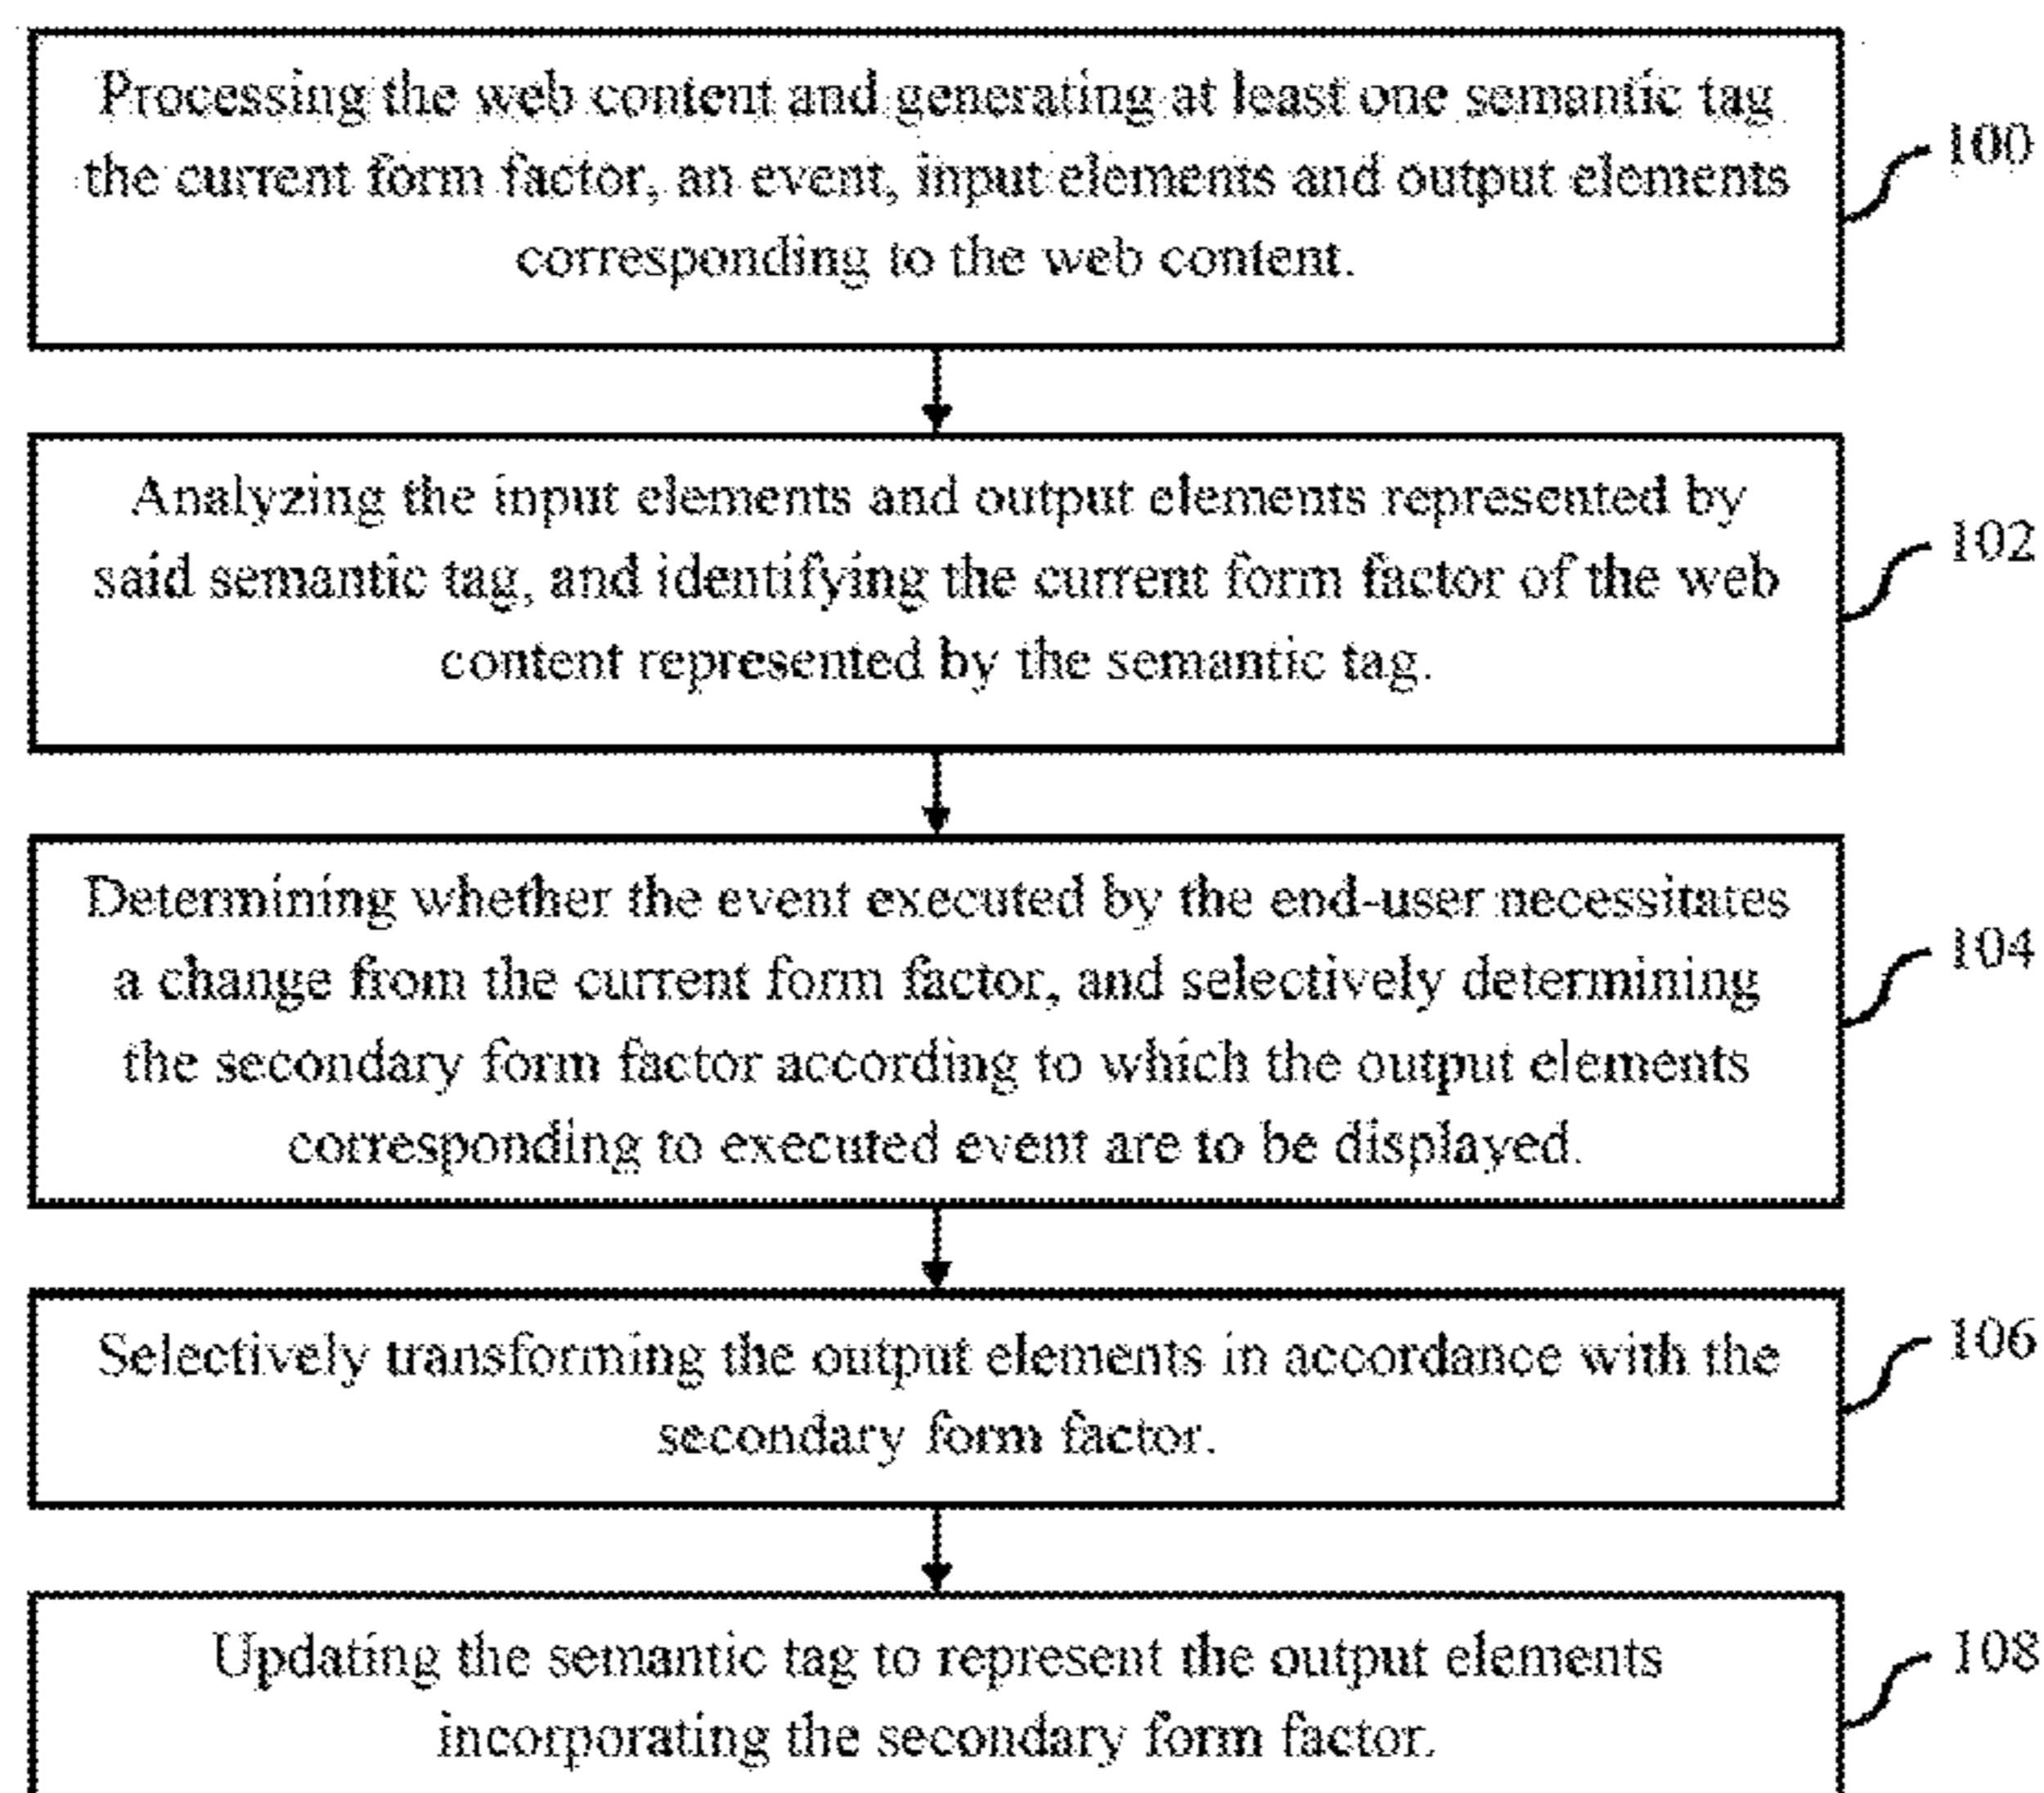 Processing the web content and generating at least one semantic tag
the current form factor, an event, input elements and output elements
corresponding to the web content.
100
Analyzing the input elements and output elements represented by
said semantic tag, and identifying the current form factor of the web
content represented by the semantic tag.
102
Determining whether the event executed by the end-user necessitates
a change from the current form factor, and selectively determining
the secondary form factor according to which the output elements
corresponding to executed event are to be displayed.
104
Selectively transforming the output elements in accordance with the
secondary form factor.
106
Updating the semantic tag to represent the output elements
incorporating the secondary form factor.
108